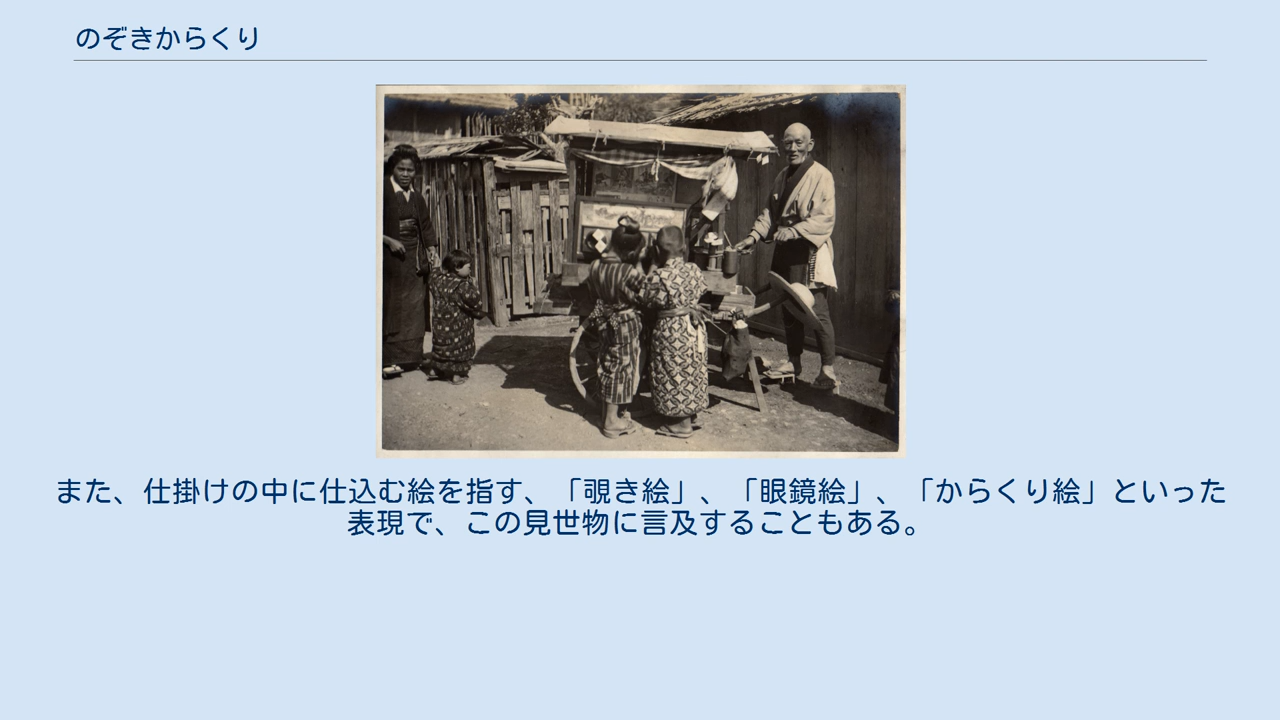 のぞきからくり
また、仕掛けの中に仕込む絵を指す、「覗き絵」、「眼鏡絵」、「からくり絵」といった
表現で、この見世物に言及することもある。